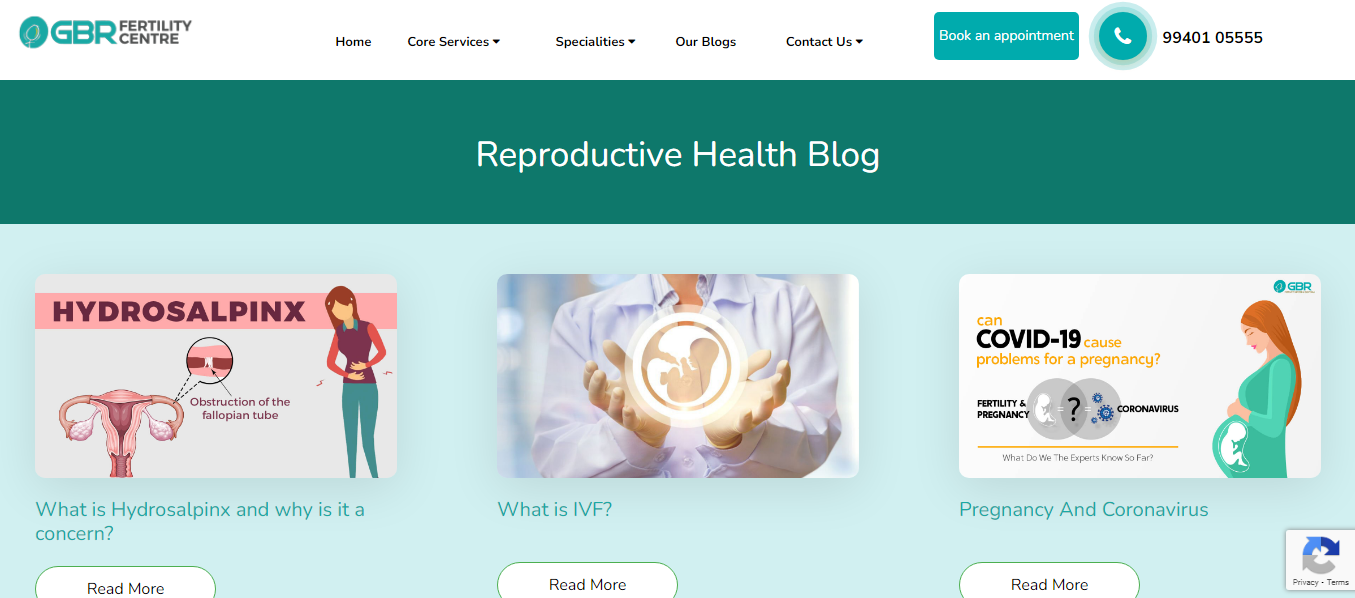 GBR FERTILITY
CENTRE
Home
Core Services
Specialities
Our Blogs
Contact Us
Book an appointment
99401 05555
Reproductive Health Blog
HYDROSALPINX
Obstruction of the
fallopian tube
What is Hydrosalpinx and why is it a
concern?
Read More
What is IVF?
Read More
GBR
can
COVID-19 cause
problems for a pregnancy?
FERTILITY &
PREGNANCY
= ? =
CORONAVIRUS
What Do We The Experts Know So Far?
Pregnancy And Coronavirus
Read More
Privacy - Terms